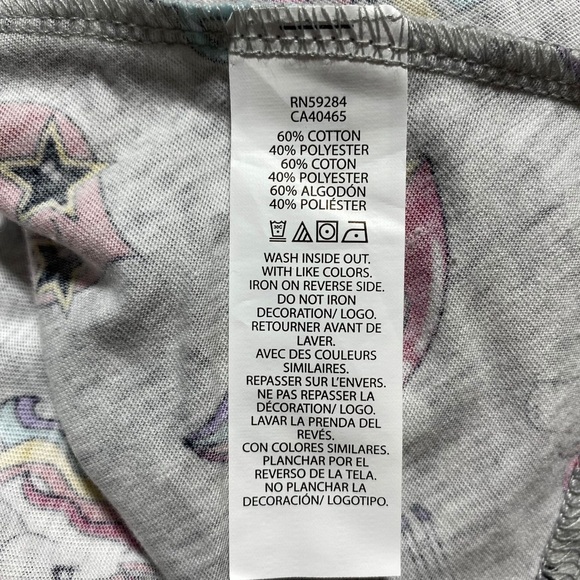 RN59284
CA40465
60% COTTON
40% POLYESTER
60% COTON
40% POLYESTER
60% ALGODÓN
40% POLIÉSTER
WASH INSIDE OUT.
WITH LIKE COLORS.
IRON ON REVERSE SIDE.
DO NOT IRON
DECORATION/ LOGO.
RETOURNER AVANT DE
LAVER.
AVEC DES COULEURS
SIMILAIRES.
REPASSER SUR L'ENVERS.
NE PAS REPASSER LA
DÉCORATION/ LOGO.
LAVAR LA PRENDA DEL
REVÉS.
CON COLORES SIMILARES.
PLANCHAR POR EL
REVERSO DE LA TELA.
NO PLANCHAR LA
DECORACIÓN/ LOGOTIPO.